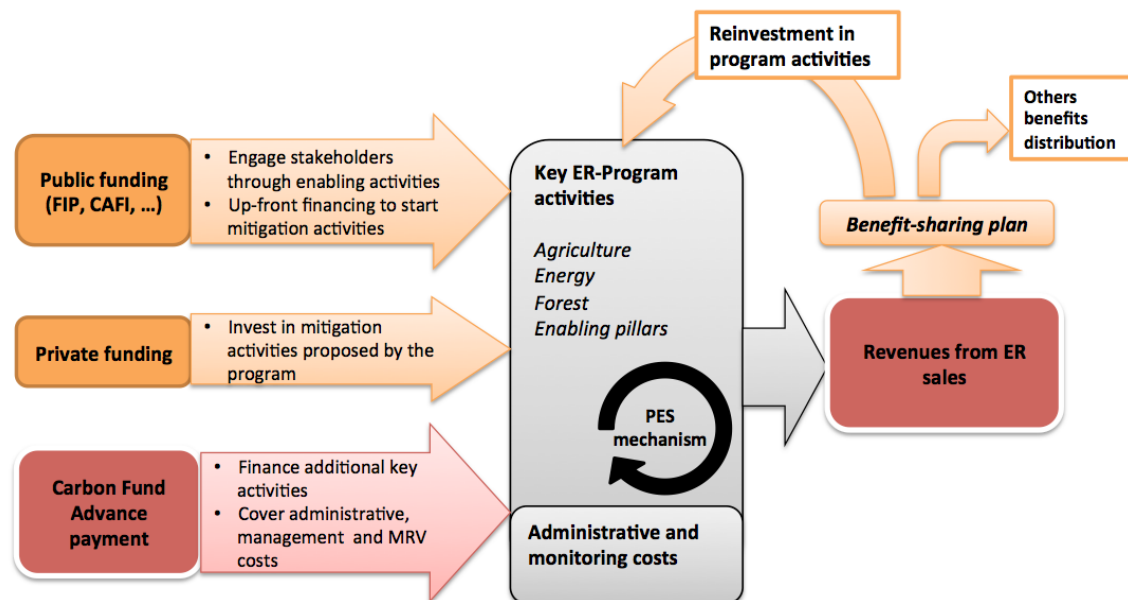 Reinvestment in
program activities
Others
benefits
distribution
Public funding
(FIP, CAFI, ...)
• Engage stakeholders
through enabling activities
• Up-front financing to start
mitigation activities
Key ER-Program
activities
Agriculture
Energy
Forest
Enabling pillars
Benefit-sharing plan
Private funding
• Invest in mitigation
activities proposed by the
program
Revenues from ER
sales
PES
mechanism
Carbon Fund
Advance
payment
• Finance additional key
activities
• Cover administrative,
management and MRV
costs
Administrative and
monitoring costs